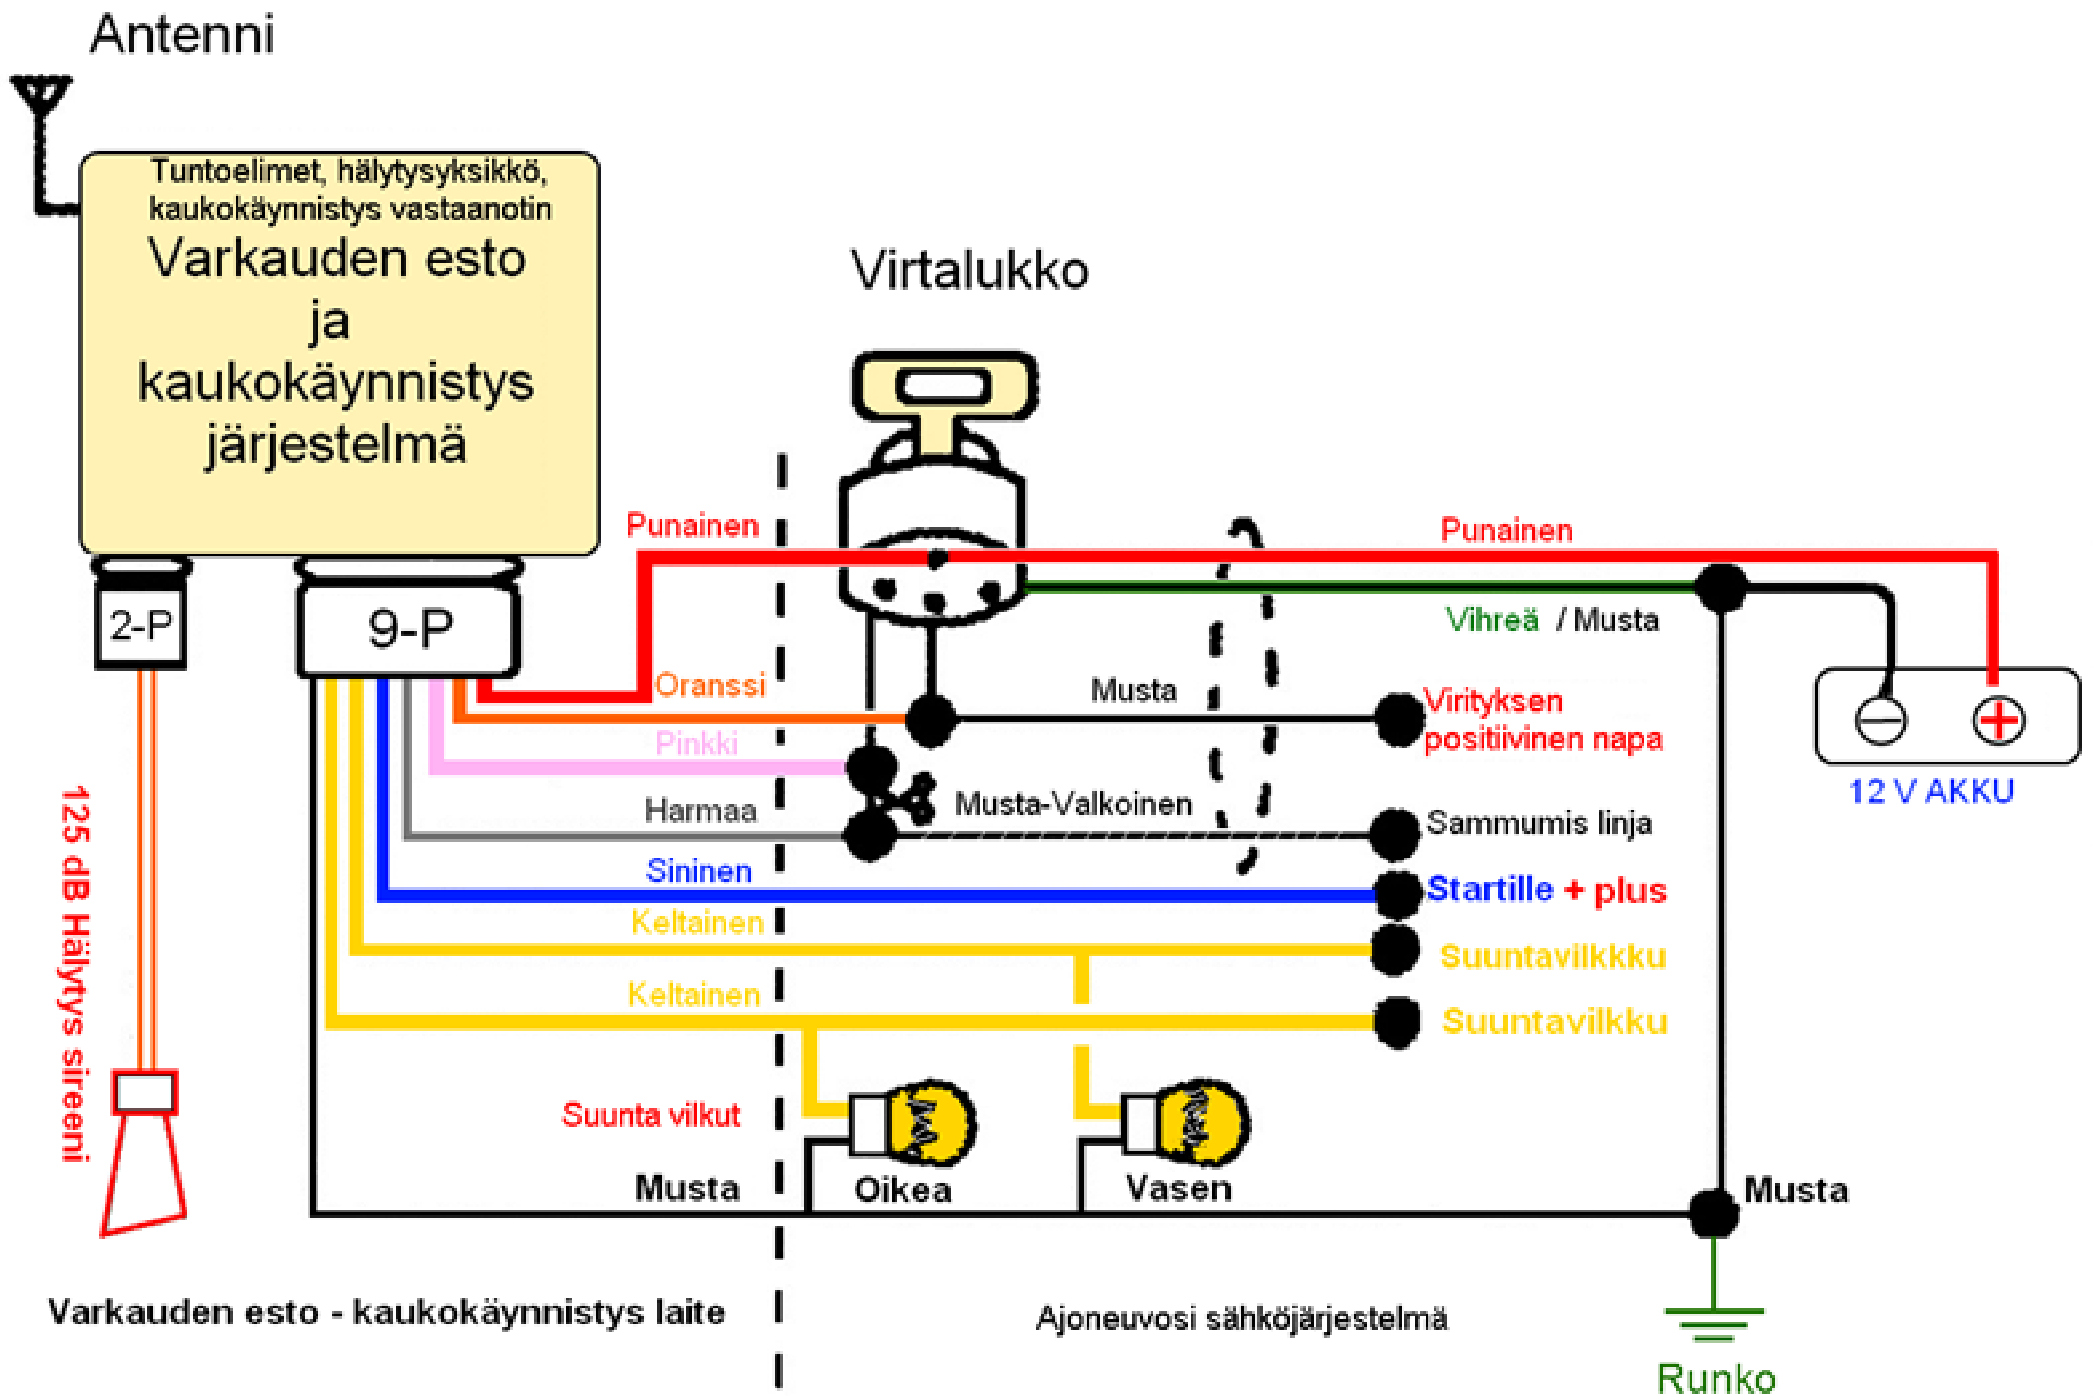 Antenni
Tuntoelimet, hälytysyksikkö,
kaukokäynnistys vastaanotin
Varkauden esto
ja
kaukokäynnistys
järjestelmä
Virtalukko
2-P
9-P
Punainen
Punainen
Vihreä / Musta
Oranssi
Musta
Virityksen
positiivinen napa
Pinkki
12 V AKKU
Harmaa
Musta-Valkoinen
Sammumis linja
Sininen
Startille + plus
Keltainen
Suuntavilkkku
Keltainen
Suuntavilkku
125 dB Hälytys sireeni
Suunta vilkut
Musta
Oikea
Vasen
Musta
Varkauden esto - kaukokäynnistys laite
Ajoneuvosi sähköjärjestelmä
Runko